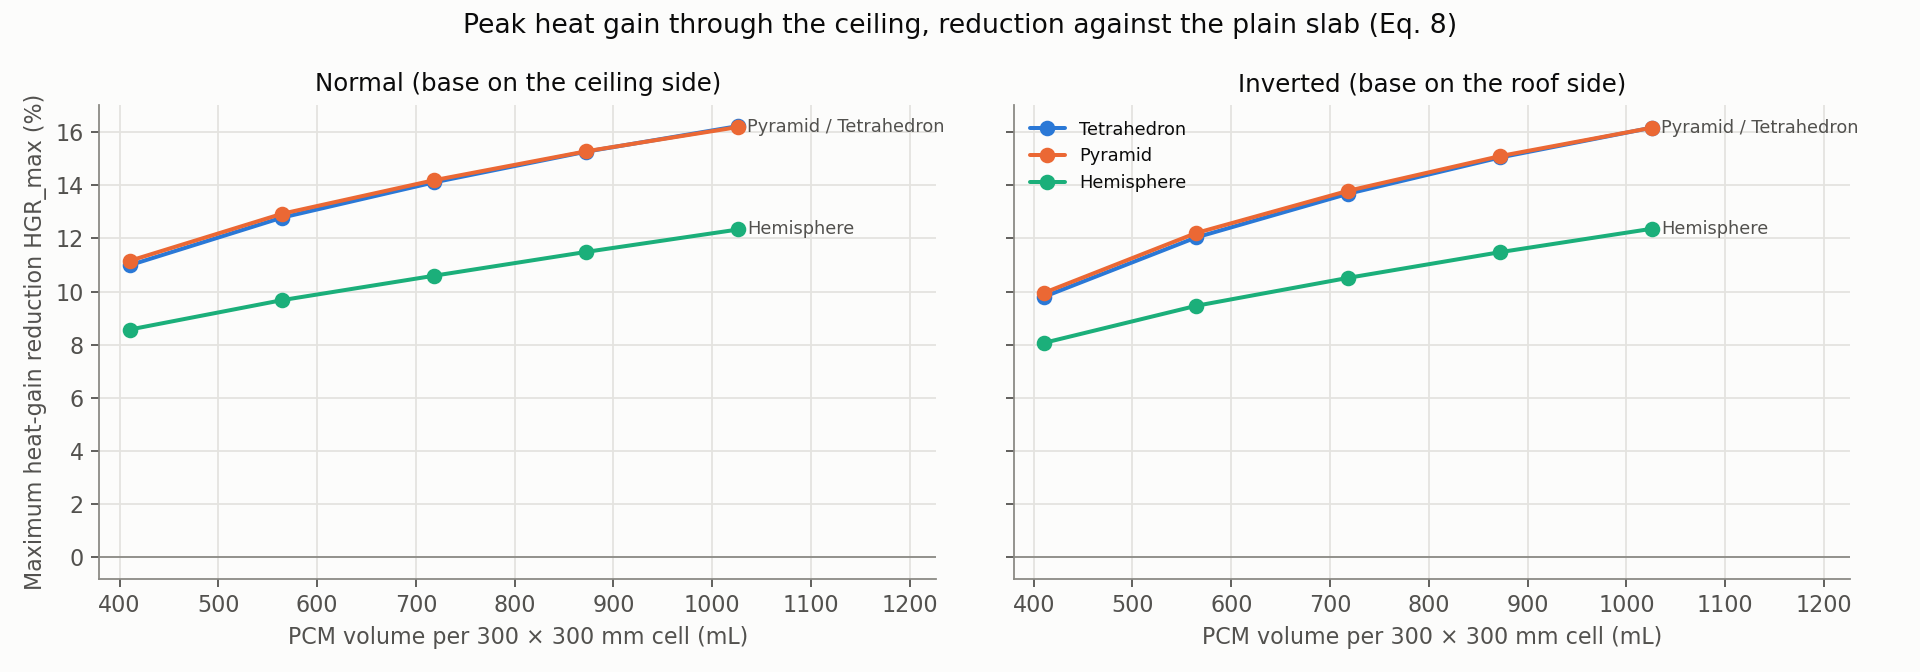 Peak heat gain through the ceiling, reduction against the plain slab (Eq. 8)
Normal (base on the ceiling side)
Maximum heat-gain reduction HGR_max (%)
16
14
12
10
8
6
4
2
0
Pyramid / Tetrahedron
Hemisphere
400 500 600 700 800 900 1000 1100 1200
PCM volume per 300 × 300 mm cell (mL)
Inverted (base on the roof side)
Tetrahedron
Pyramid
Hemisphere
Pyramid / Tetrahedron
Hemisphere
400 500 600 700 800 900 1000 1100 1200
PCM volume per 300 × 300 mm cell (mL)